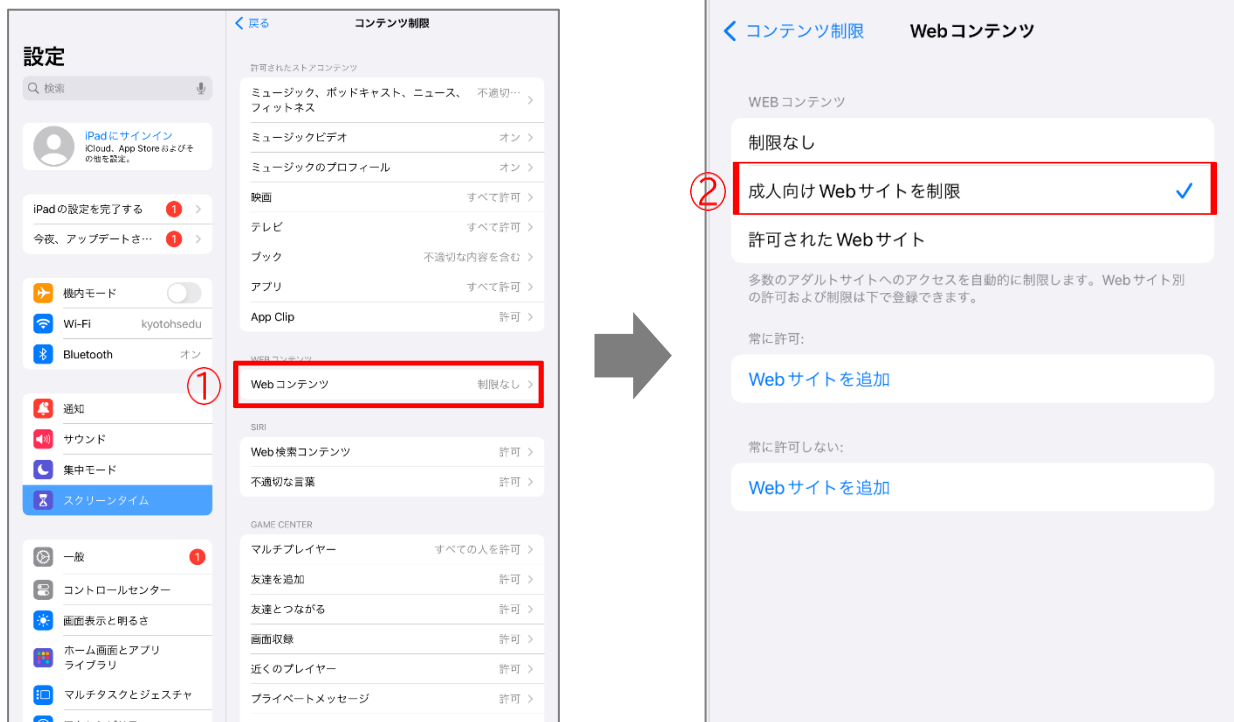 設定
検索
iPadにサインイン
iCloud、App Storeおよびそ
の他を設定。
iPadの設定を完了する 1
今夜、アップデートさ… 1
機内モード
Wi-Fi kyotohsedu
Bluetooth オン
通知
サウンド
集中モード
スクリーンタイム
一般 1
コントロールセンター
画面表示と明るさ
ホーム画面とアプリ
ライブラリ
マルチタスクとジェスチャ
戻る コンテンツ制限
許可されたストアコンテンツ
ミュージック、ポッドキャスト、ニュース、 不適切…
フィットネス
ミュージックビデオ オン
ミュージックのプロフィール オン
映画 すべて許可
テレビ すべて許可
ブック 不適切な内容を含む
アプリ すべて許可
App Clip 許可
WEBコンテンツ
①
Webコンテンツ 制限なし
SIRI
Web検索コンテンツ 許可
不適切な言葉 許可
GAME CENTER
マルチプレイヤー すべての人を許可
友達を追加 許可
友達とつながる 許可
画面収録 許可
近くのプレイヤー 許可
プライベートメッセージ 許可
コンテンツ制限 Webコンテンツ
WEBコンテンツ
制限なし
②
成人向けWebサイトを制限
許可されたWebサイト
多数のアダルトサイトへのアクセスを自動的に制限します。Webサイト別
の許可および制限は下で登録できます。
常に許可:
Webサイトを追加
常に許可しない:
Webサイトを追加